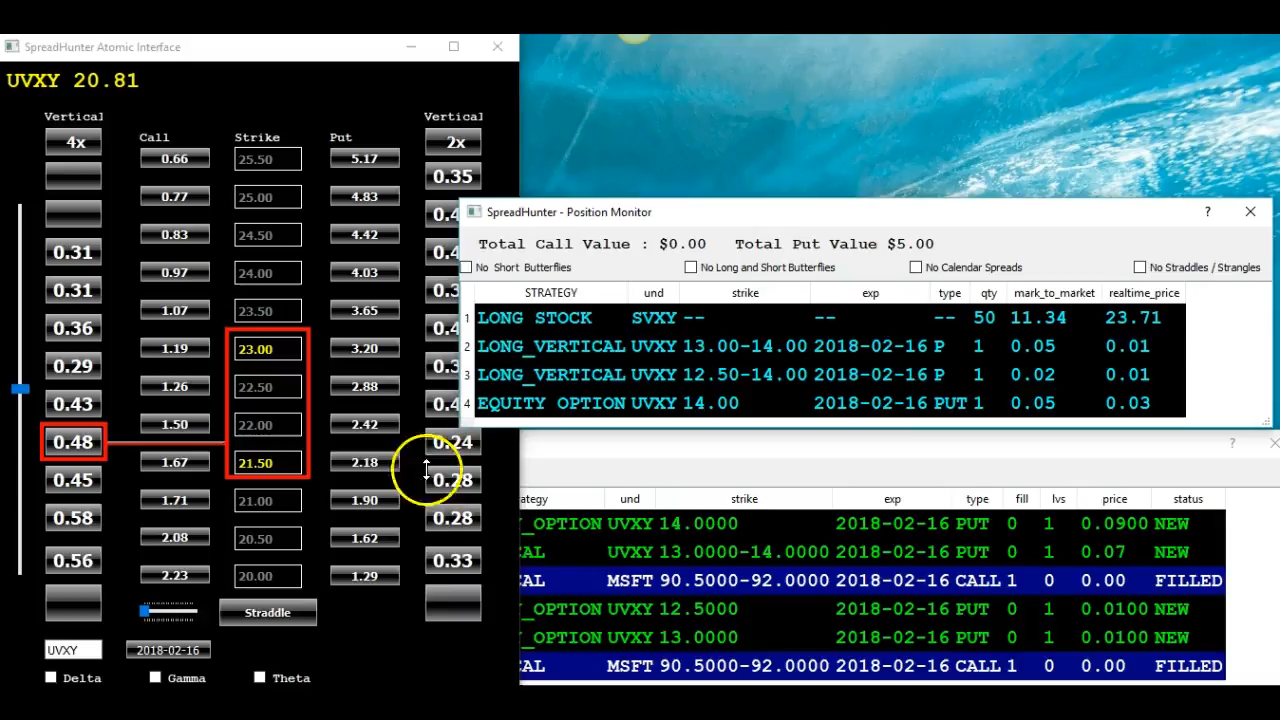 SpreadHunter Atomic Interface
UVXY 20.81
Vertical Call Strike Put Vertical
4x 2x
0.66 25.50 5.17
0.35
0.77 25.00 4.83
0.83 24.50 4.42
0.31
0.97 24.00 4.03
0.31
1.07 23.50 3.65
0.36
1.19 23.00 3.20
0.29
1.26 22.50 2.88
0.43
1.50 22.00 2.42
0.48 0.24
1.67 21.50 2.18
0.45 0.28
1.71 21.00 1.90
0.58 0.28
2.08 20.50 1.62
0.56 0.33
2.23 20.00 1.29
Straddle
UVXY 2018-02-16
Delta Gamma Theta
SpreadHunter - Position Monitor
Total Call Value : $0.00 Total Put Value $5.00
No Short Butterflies No Long and Short Butterflies No Calendar Spreads No Straddles / Strangles
STRATEGY und strike exp type qty mark_to_market realtime_price
1 LONG STOCK SVXY -- -- -- 50 11.34 23.71
2 LONG_VERTICAL UVXY 13.00-14.00 2018-02-16 P 1 0.05 0.01
3 LONG_VERTICAL UVXY 12.50-14.00 2018-02-16 P 1 0.02 0.01
4 EQUITY OPTION UVXY 14.00 2018-02-16 PUT 1 0.05 0.03
und strike exp type fill lvs price status
_OPTION UVXY 14.0000 2018-02-16 PUT 0 1 0.0900 NEW
UVXY 13.0000-14.0000 2018-02-16 PUT 0 1 0.07 NEW
MSFT 90.5000-92.0000 2018-02-16 CALL 1 0 0.00 FILLED
_OPTION UVXY 12.5000 2018-02-16 PUT 0 1 0.0100 NEW
_OPTION UVXY 13.0000 2018-02-16 PUT 0 1 0.0100 NEW
MSFT 90.5000-92.0000 2018-02-16 CALL 1 0 0.00 FILLED